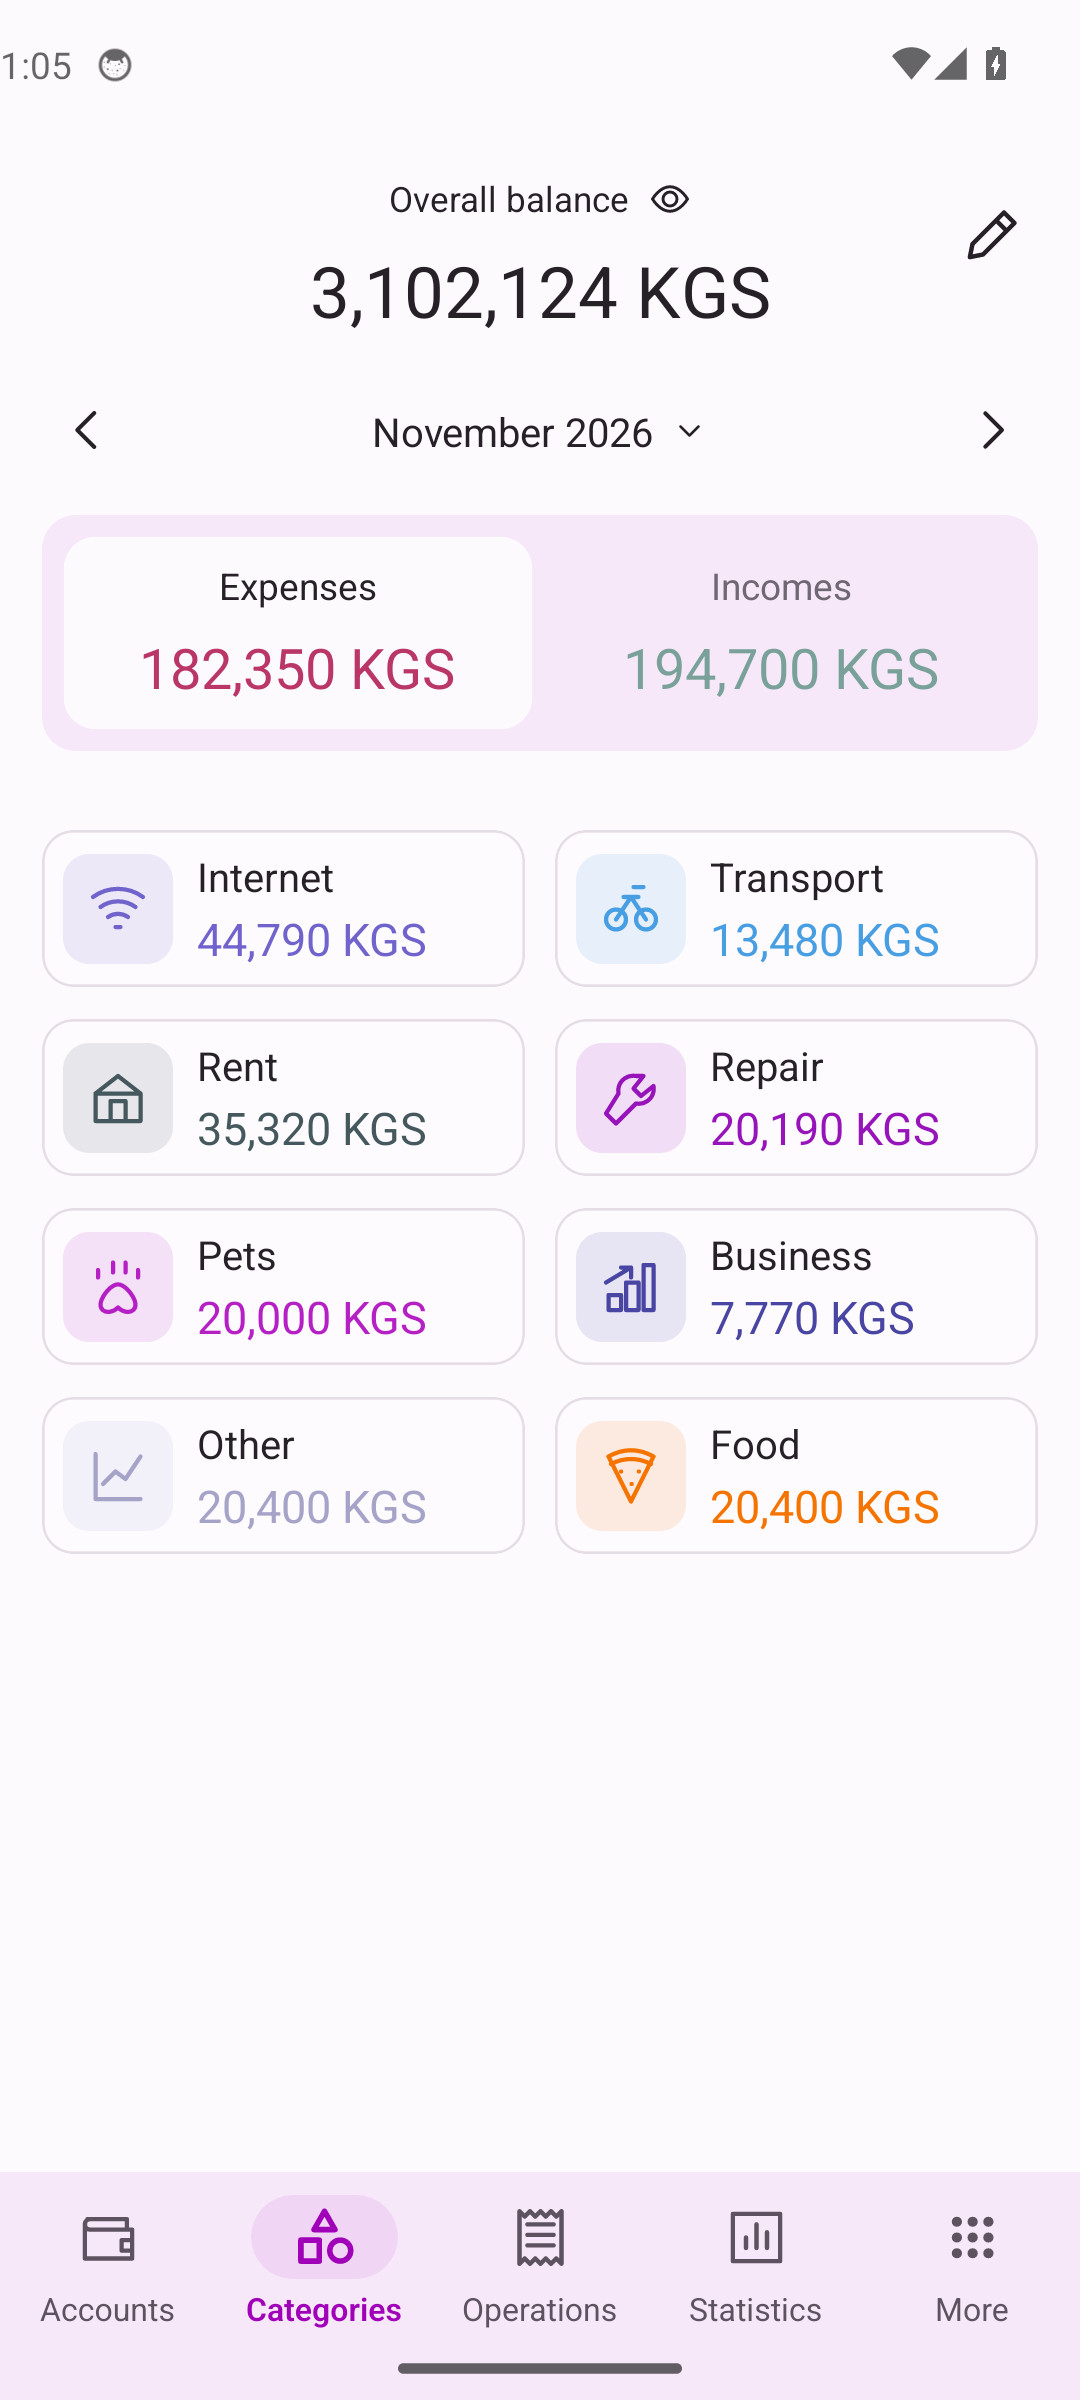 1:05
Overall balance
3,102,124 KGS
November 2026
Expenses
182,350 KGS
Incomes
194,700 KGS
Internet
44,790 KGS
Transport
13,480 KGS
Rent
35,320 KGS
Repair
20,190 KGS
Pets
20,000 KGS
Business
7,770 KGS
Other
20,400 KGS
Food
20,400 KGS
Accounts
Categories
Operations
Statistics
More